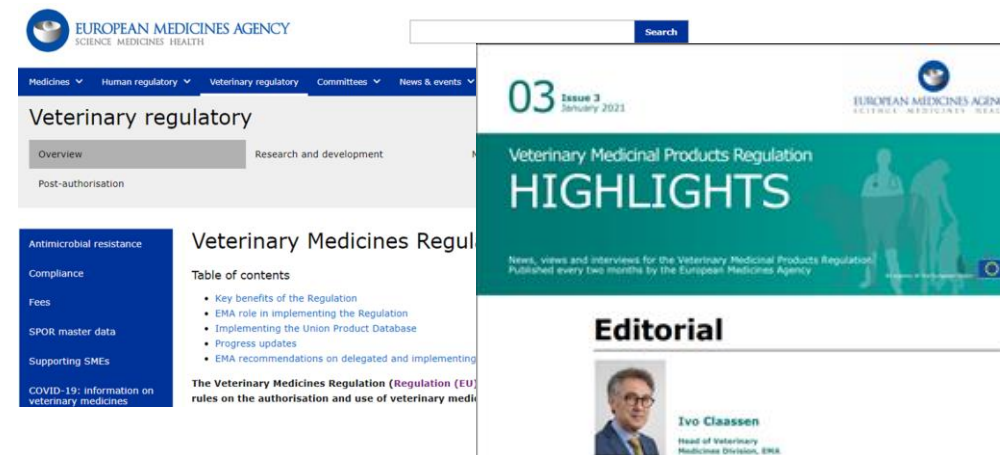 EUROPEAN MEDICINES AGENCY
SCIENCE MEDICINES HEALTH
Search
Medicines
Human regulatory
Veterinary regulatory
Committees
News & events
Veterinary regulatory
Overview
Research and development
Post-authorisation
Antimicrobial resistance
Compliance
Fees
SPOR master data
Supporting SMEs
COVID-19: information on
veterinary medicines
Veterinary Medicines Regul
Table of contents
Key benefits of the Regulation
EMA role in implementing the Regulation
Implementing the Union Product Database
Progress updates
EMA recommendations on delegated and implementing
The Veterinary Medicines Regulation (Regulation (EU)
rules on the authorisation and use of veterinary medic
03 Issue 3
January 2021
EUROPEAN MEDICINES AGEN
SCIENCE MEDICINES HEAL
Veterinary Medicinal Products Regulation
HIGHLIGHTS
News, views and interviews for the Veterinary Medicinal Products Regulation
Published every two months by the European Medicines Agency
Editorial
Ivo Claassen
Head of Veterinary
Medicines Division, EMA